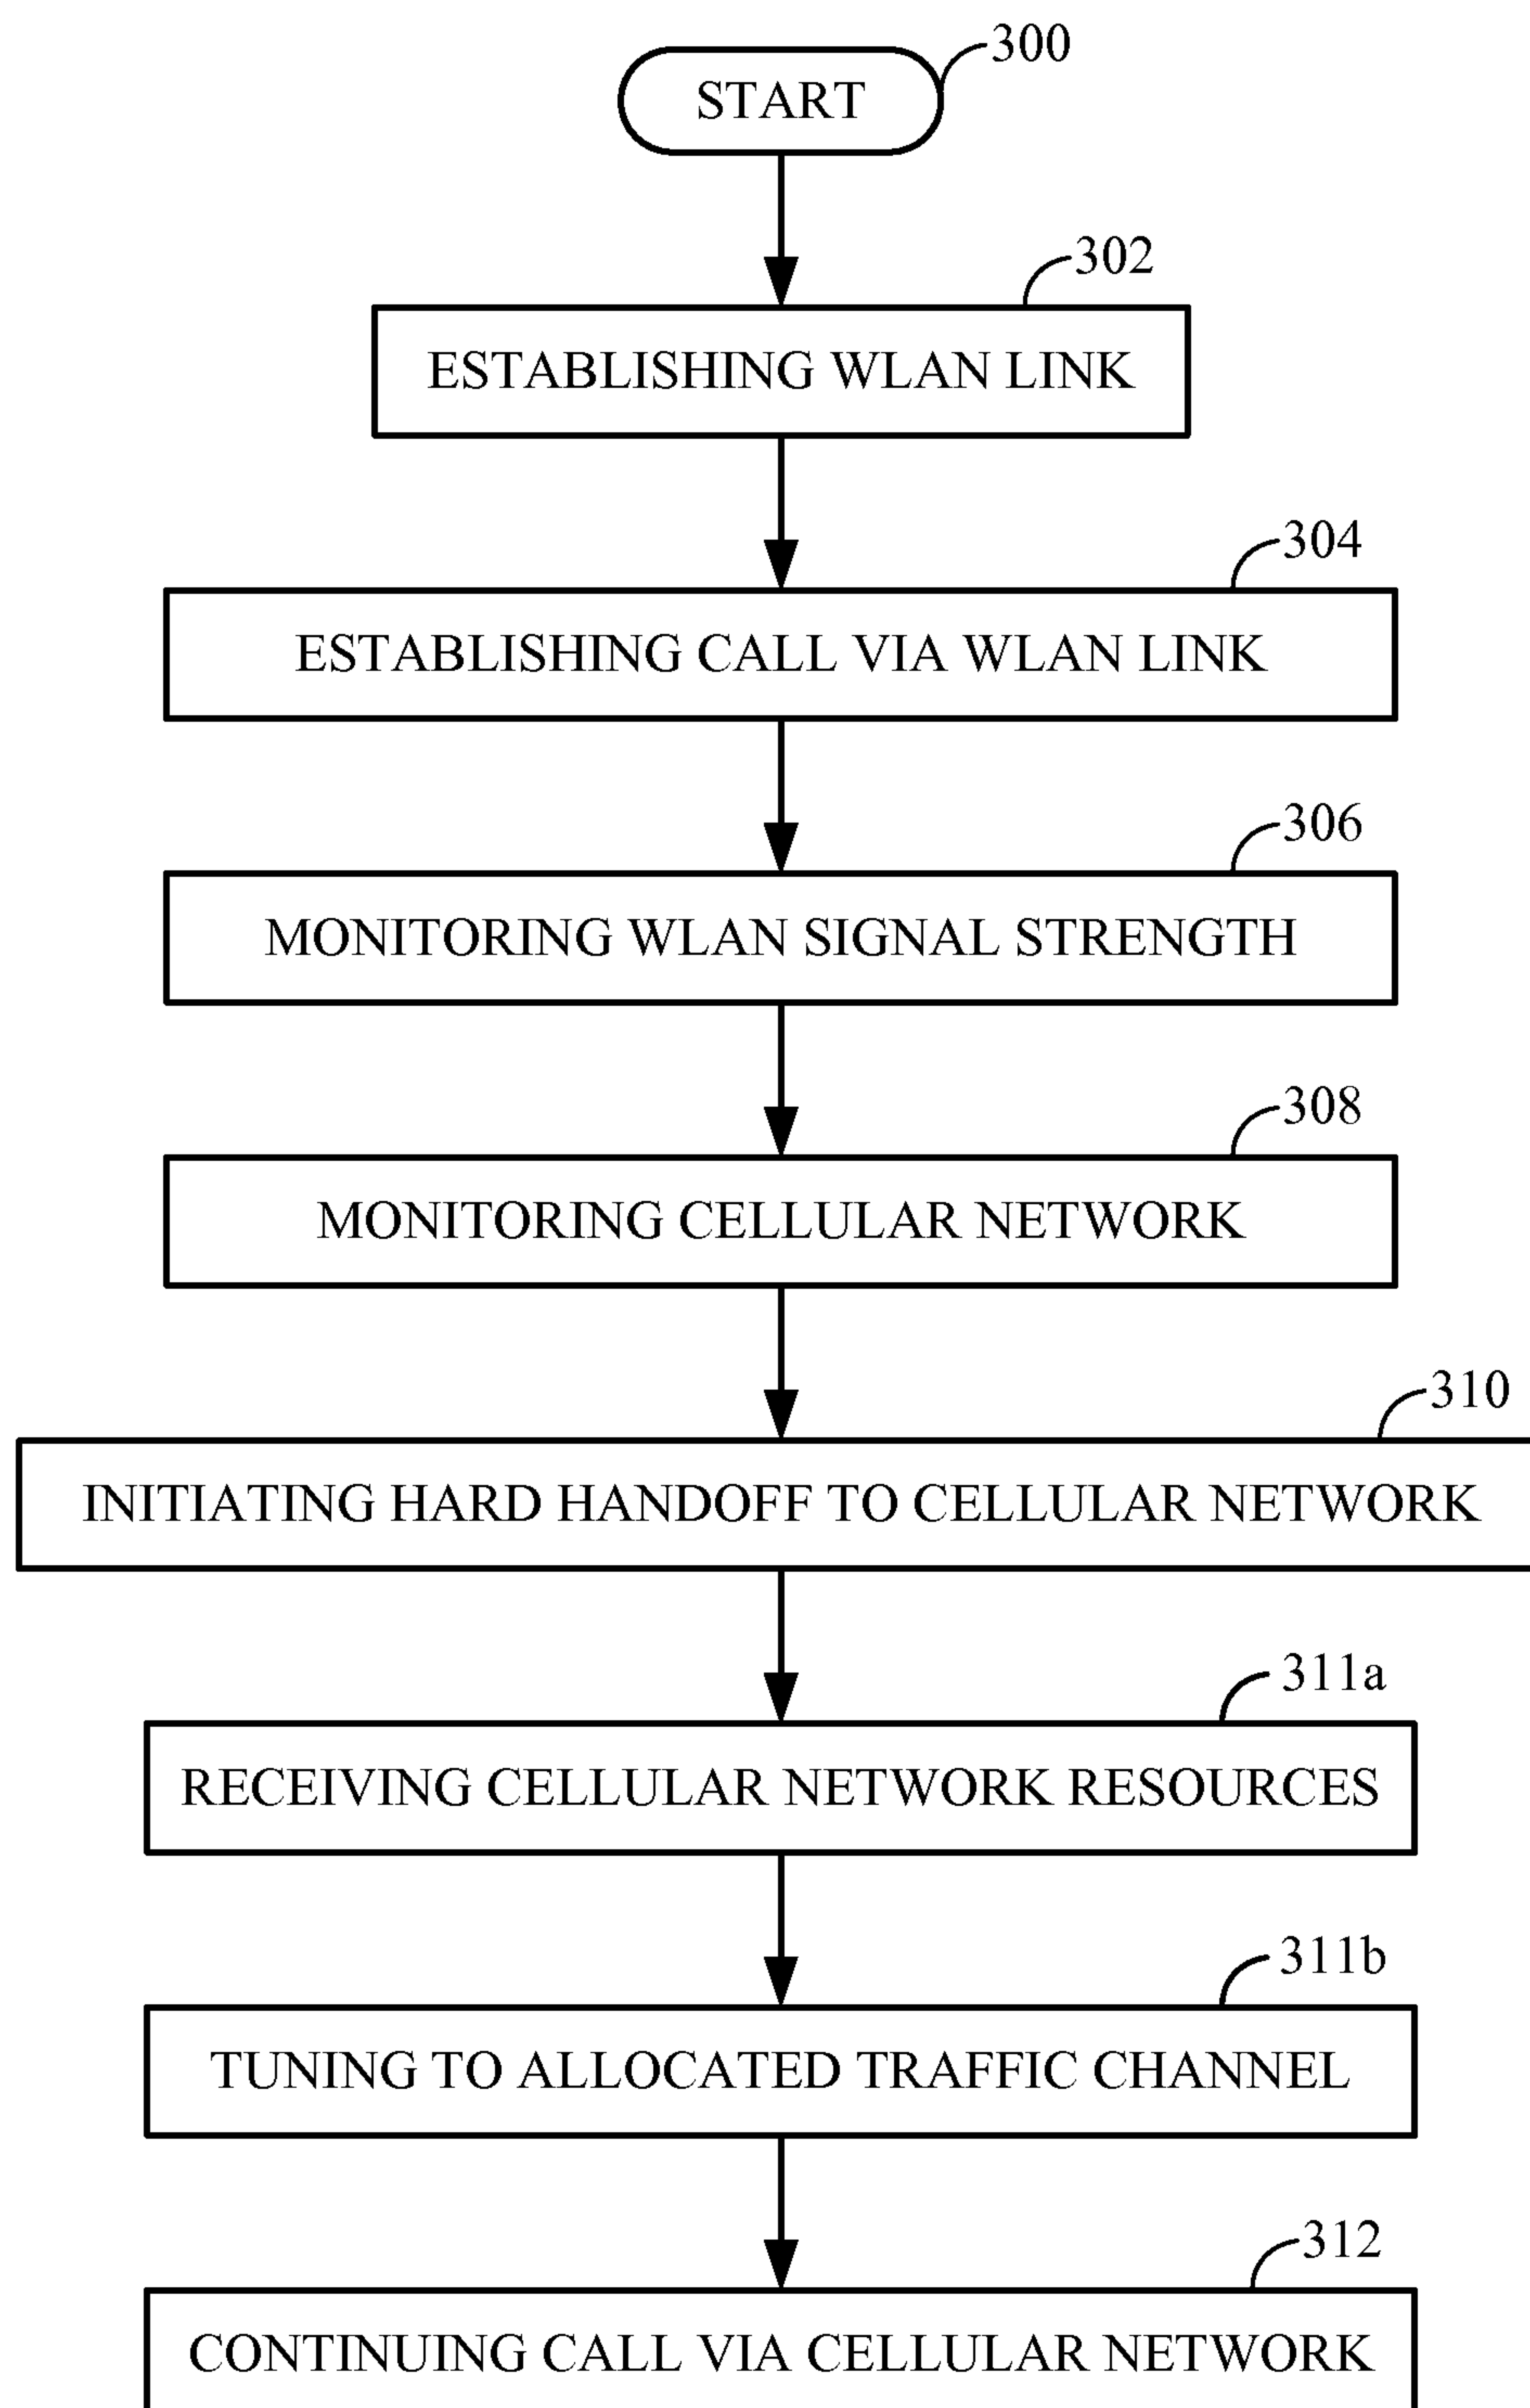 300
START
302
ESTABLISHING WLAN LINK
304
ESTABLISHING CALL VIA WLAN LINK
306
MONITORING WLAN SIGNAL STRENGTH
308
MONITORING CELLULAR NETWORK
310
INITIATING HARD HANDOFF TO CELLULAR NETWORK
311a
RECEIVING CELLULAR NETWORK RESOURCES
311b
TUNING TO ALLOCATED TRAFFIC CHANNEL
312
CONTINUING CALL VIA CELLULAR NETWORK